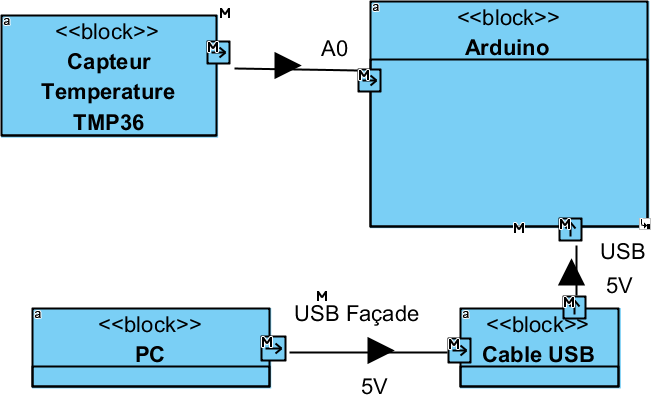 a
M
<<block>>
Capteur
Temperature
TMP36
M
A0
a
M
<<block>>
Arduino
M
M
M
USB
5V
M
a
<<block>>
PC
M
M
USB Façade
5V
a
<<block>>
Cable USB
M